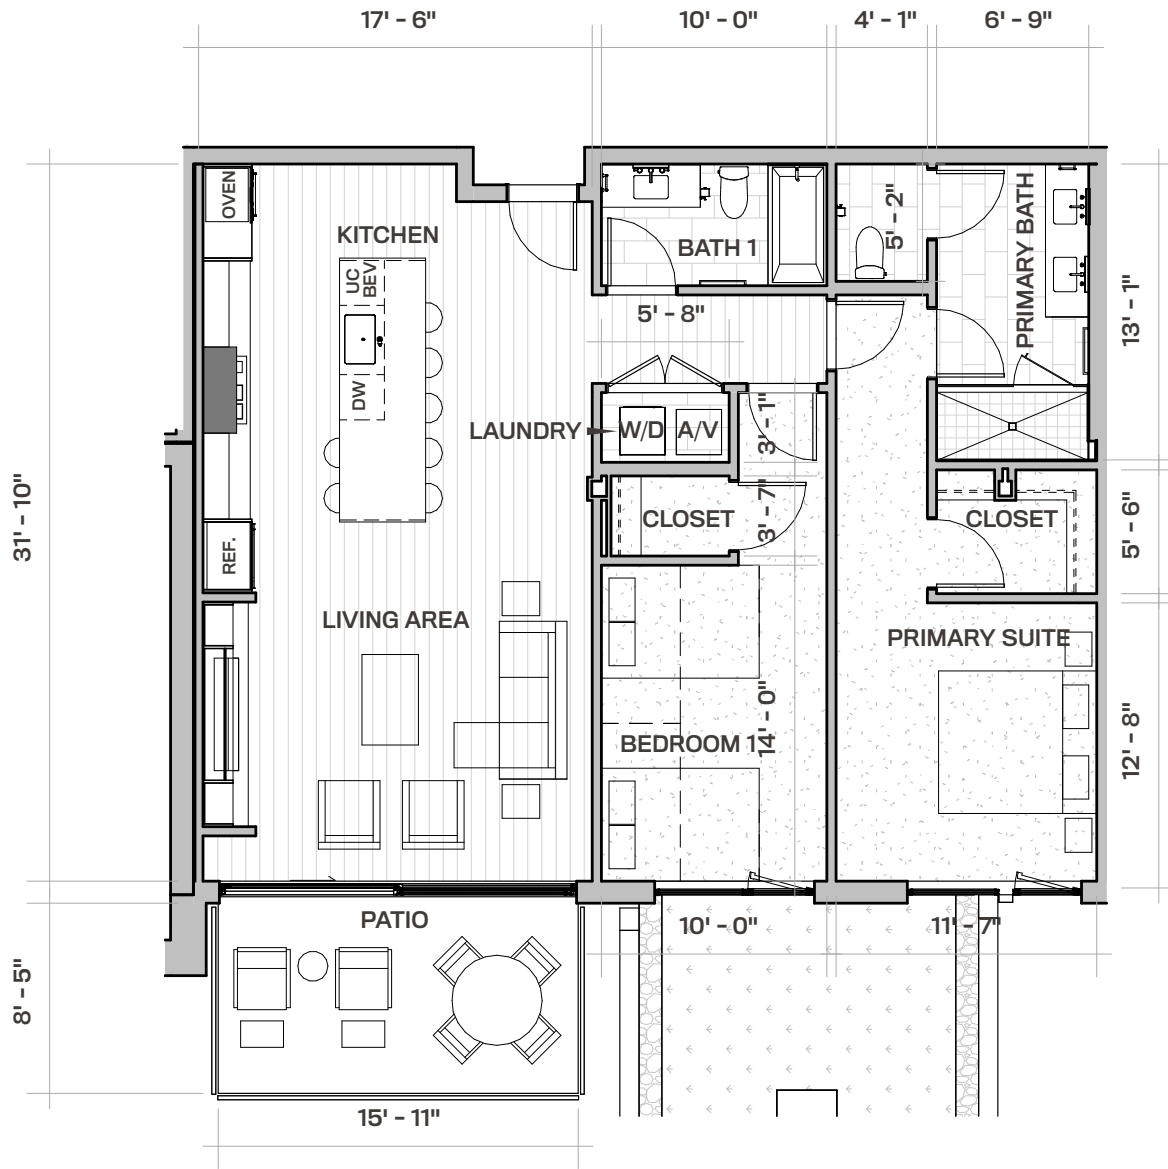 17' - 6"
10' - 0"
4' - 1"
6' - 9"
OVEN
KITCHEN
UC
BEV
BATH 1
5' - 2"
PRIMARY BATH
13' - 1"
5' - 8"
DW
LAUNDRY
W/D
A/V
3' - 1"
31' - 10"
REF.
CLOSET
3' - 7"
CLOSET
5' - 6"
LIVING AREA
PRIMARY SUITE
BEDROOM 1
14' - 0"
12' - 8"
PATIO
10' - 0"
11' - 7"
8' - 5"
15' - 11"